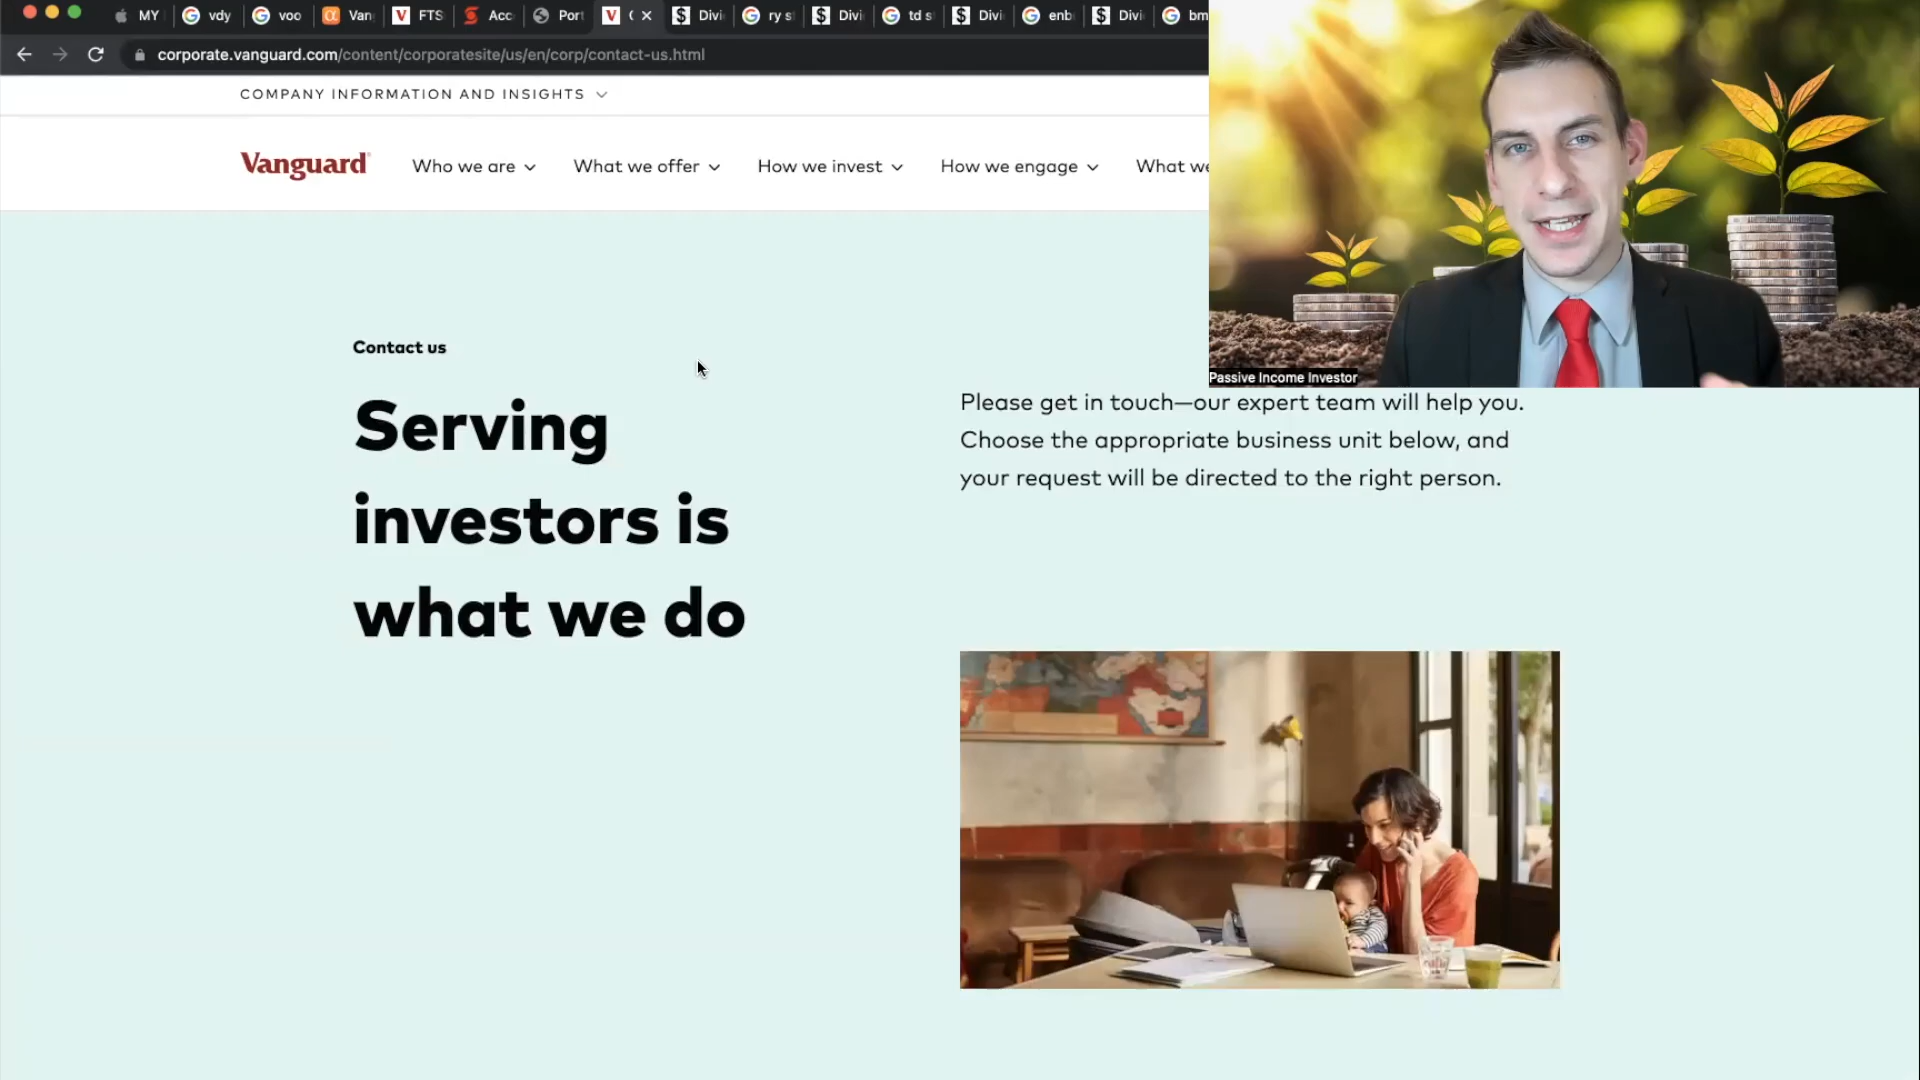 MY
vdy
voo
Van
FTS
Acc
Port
Divi
ry s
Divi
td s
Divi
enb
Divi
bm
corporate.vanguard.com/content/corporatesite/us/en/corp/contact-us.html
COMPANY INFORMATION AND INSIGHTS
Vanguard
Who we are
What we offer
How we invest
How we engage
What we
Passive Income Investor
Contact us
Serving
investors is
what we do
Please get in touch—our expert team will help you.
Choose the appropriate business unit below, and
your request will be directed to the right person.